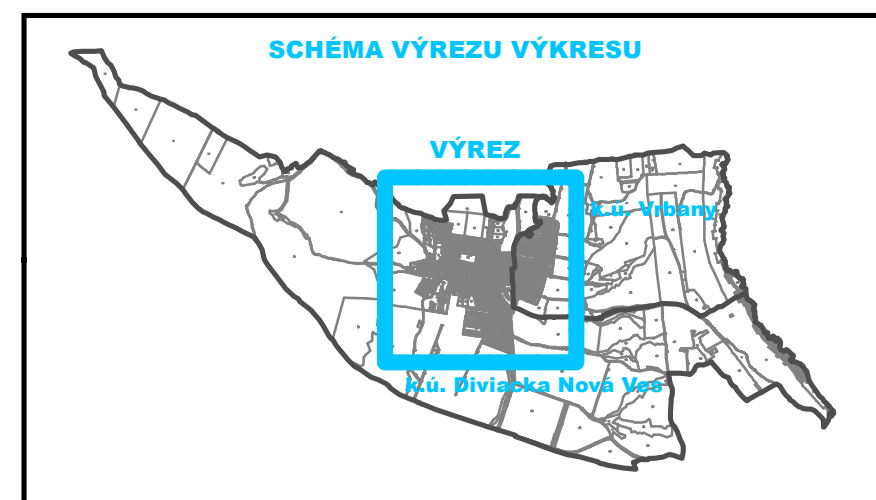 SCHÉMA VÝREZU VÝKRESU
VÝREZ
k.ú. Vrbany
k.ú. Diviacka Nová Ves